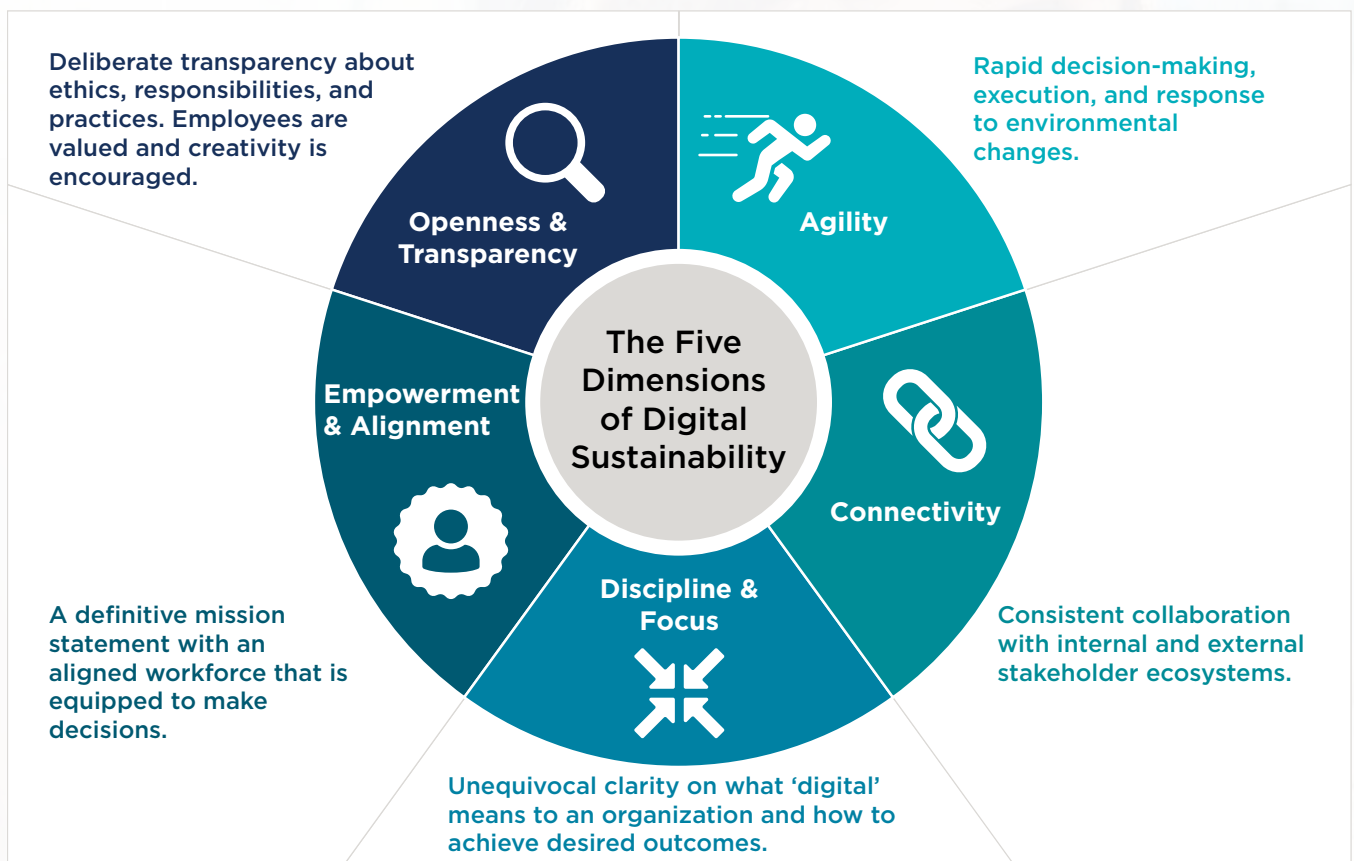 Deliberate transparency about
ethics, responsibilities, and
practices. Employees are
valued and creativity is
encouraged.
Openness &
Transparency
Agility
Rapid decision-making,
execution, and response
to environmental
changes.
The Five
Dimensions
of Digital
Sustainability
Empowerment
& Alignment
Connectivity
Discipline &
Focus
A definitive mission
statement with an
aligned workforce that is
equipped to make
decisions.
Consistent collaboration
with internal and external
stakeholder ecosystems.
Unequivocal clarity on what ‘digital’
means to an organization and how to
achieve desired outcomes.